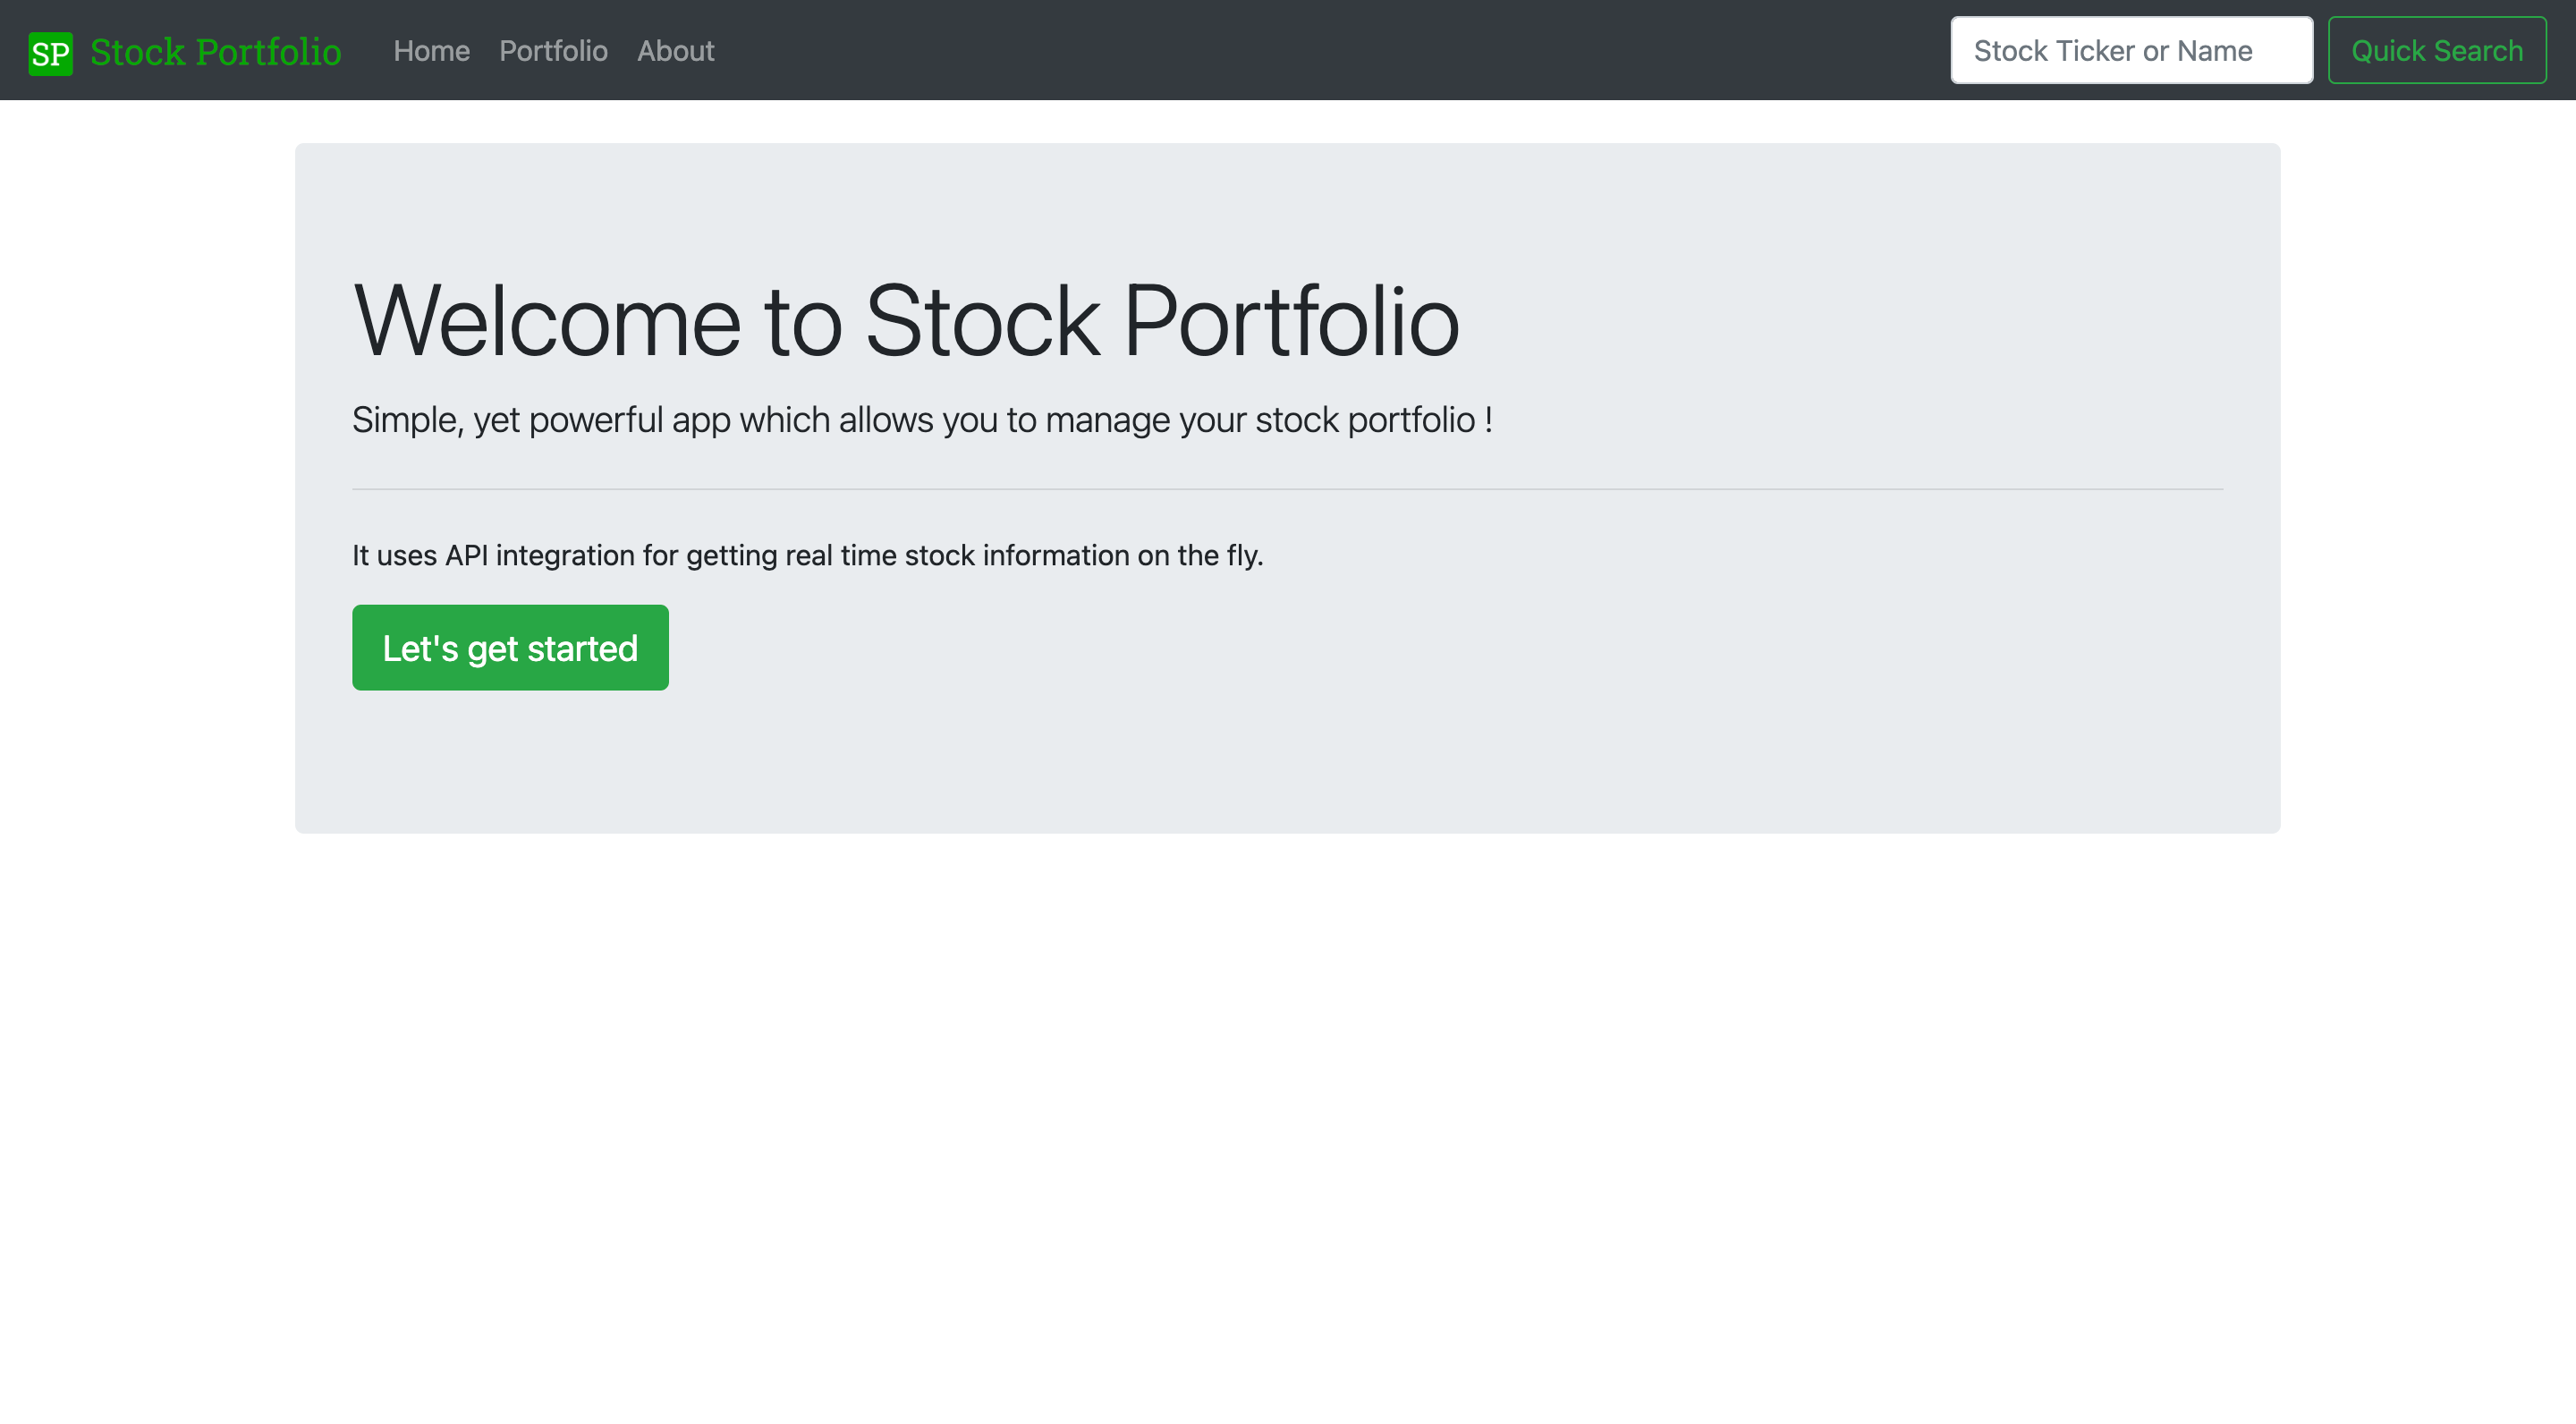 SP Stock Portfolio Home Portfolio About Stock Ticker or Name Quick Search
Welcome to Stock Portfolio
Simple, yet powerful app which allows you to manage your stock portfolio !
It uses API integration for getting real time stock information on the fly.
Let's get started